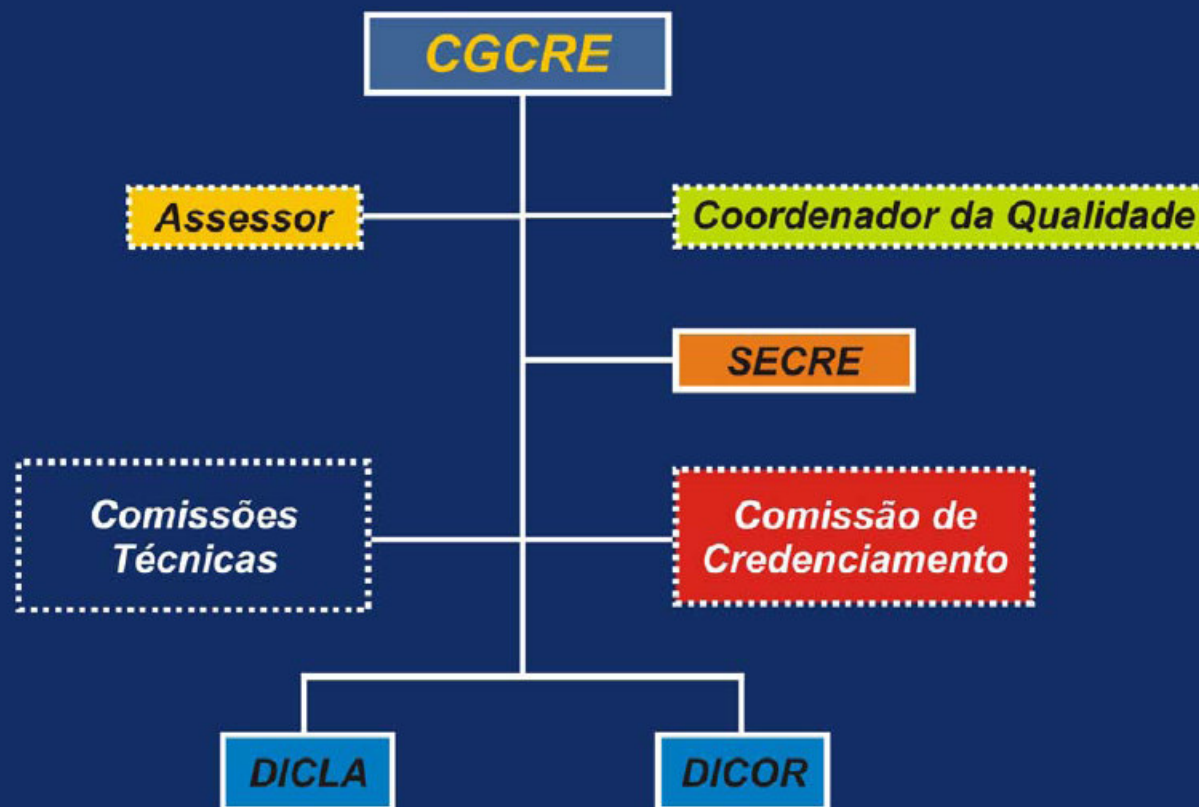 CGCRE
Assessor
Coordenador da Qualidade
SECRE
Comissões
Técnicas
Comissão de
Credenciamento
DICLA
DICOR